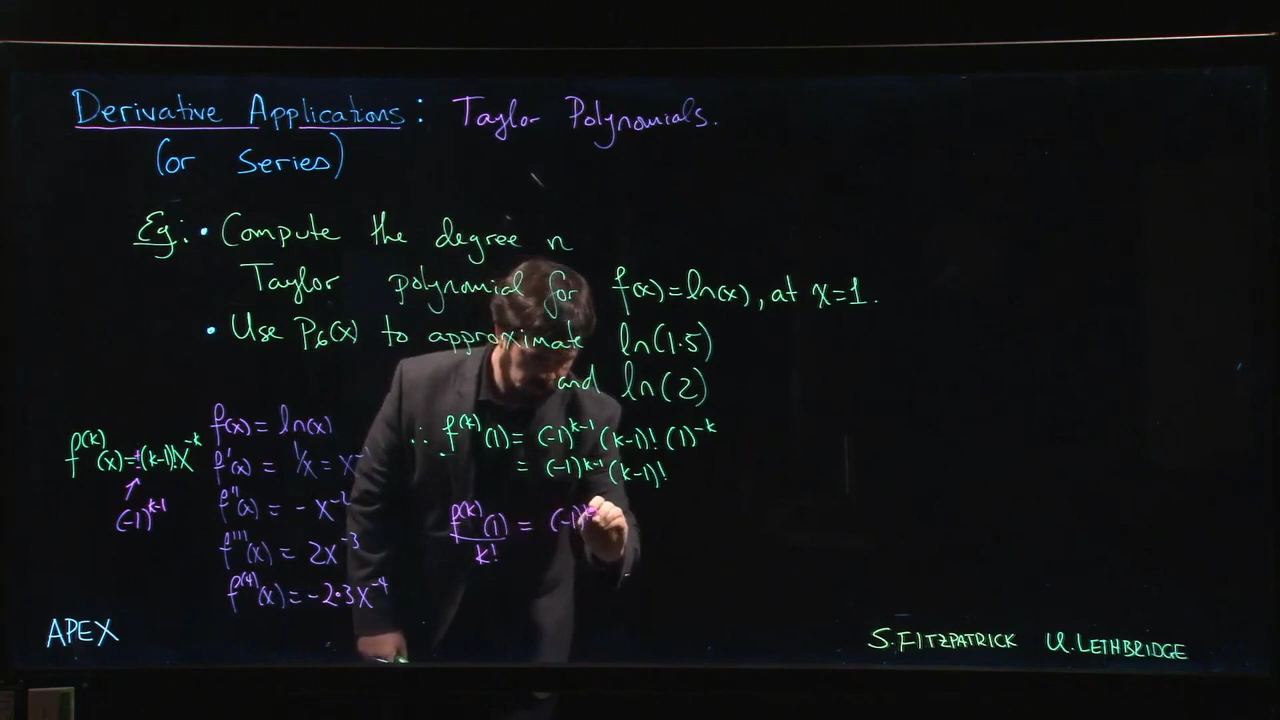 Derivative Applications: Taylor Polynomials.
(or Series)
Eg: • Compute the degree n
Taylor polynomial for f(x)=ln(x), at x=1.
• Use P₆(x) to approximate ln(1.5)
and ln(2)
f⁽ᵏ⁾(x)=±(k-1)!x⁻ᵏ
↑
(-1)ᵏ⁻¹
f(x) = ln(x)
f'(x) = 1/x = x⁻¹
f''(x) = -x⁻²
f'''(x) = 2x⁻³
f⁽⁴⁾(x) = -2·3x⁻⁴
∴ f⁽ᵏ⁾(1) = (-1)ᵏ⁻¹(k-1)!(1)⁻ᵏ
= (-1)ᵏ⁻¹(k-1)!
f⁽ᵏ⁾(1)/k! = (-1)
APEX
S.FITZPATRICK U.LETHBRIDGE